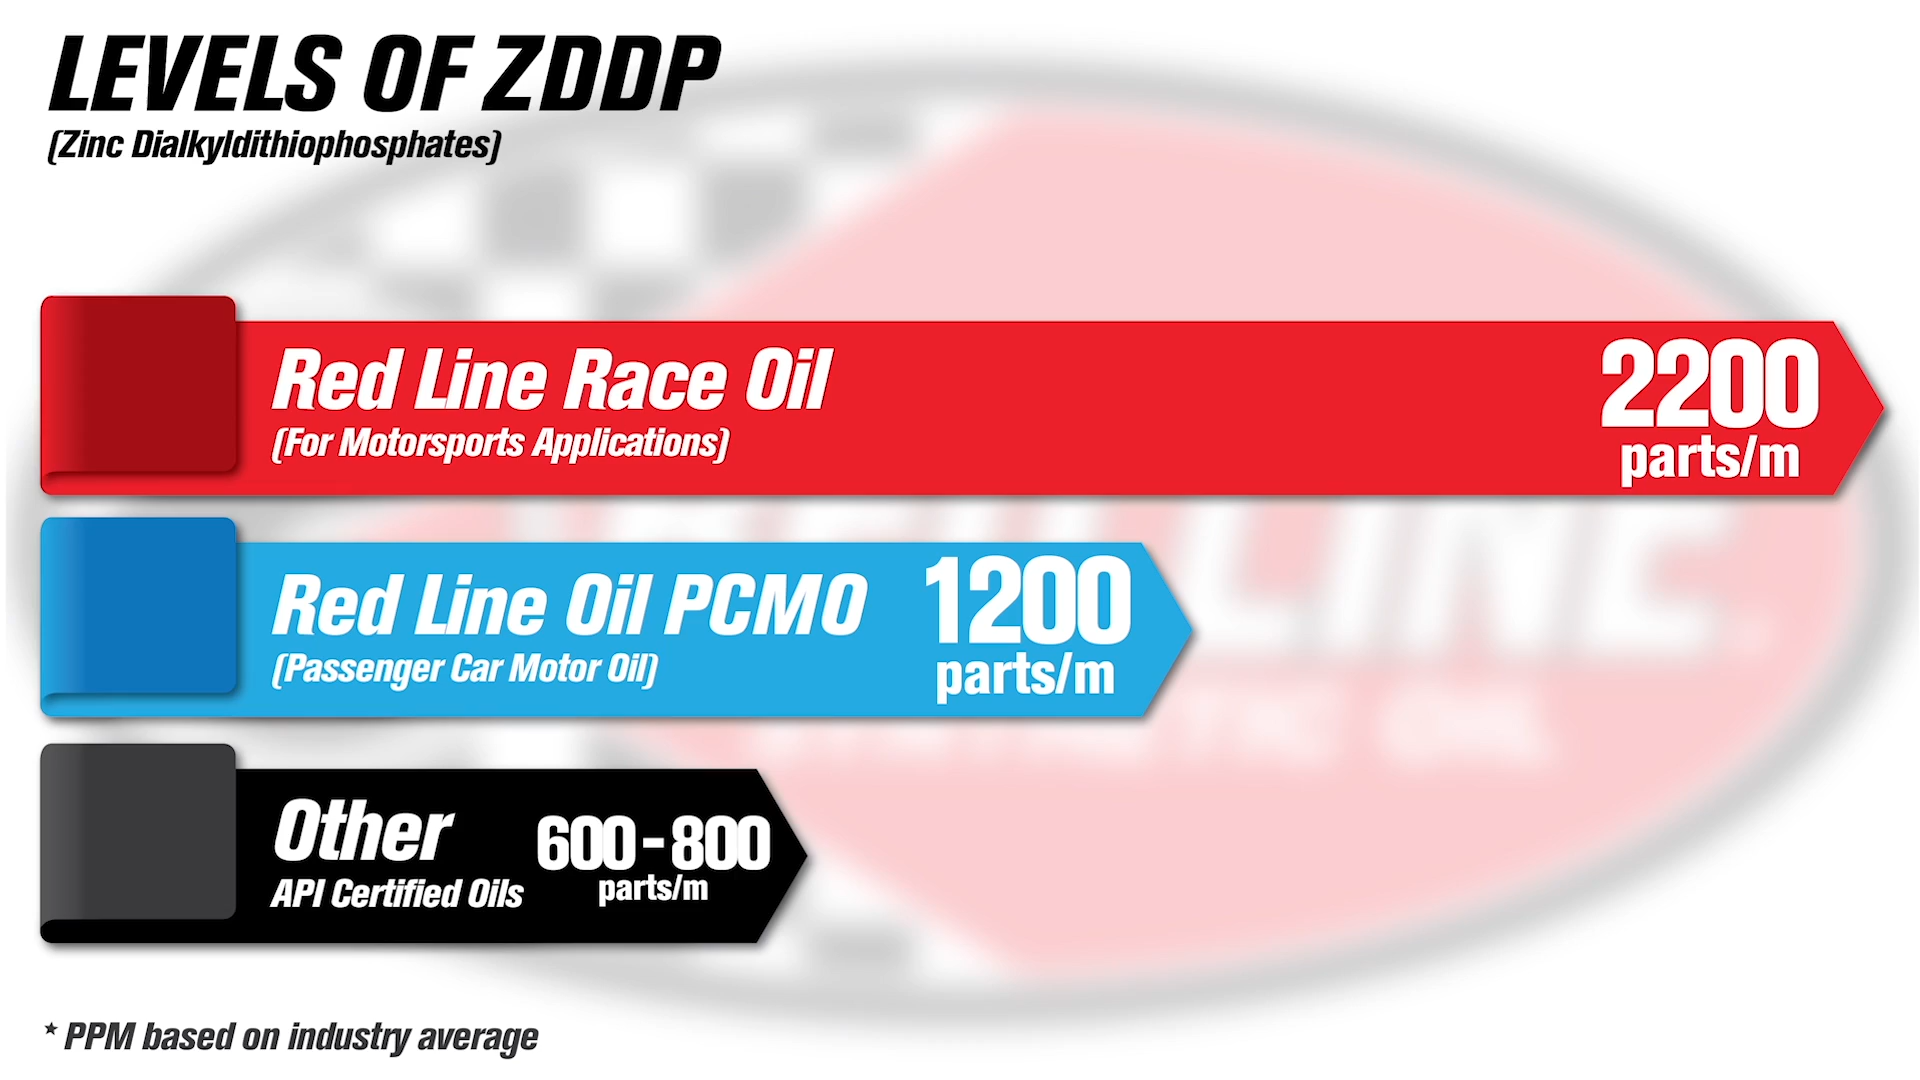 LEVELS OF ZDDP
(Zinc Dialkyldithiophosphates)
Red Line Race Oil
(For Motorsports Applications)
2200
parts/m
Red Line Oil PCMO
(Passenger Car Motor Oil)
1200
parts/m
Other
API Certified Oils
600-800
parts/m
* PPM based on industry average
LINE